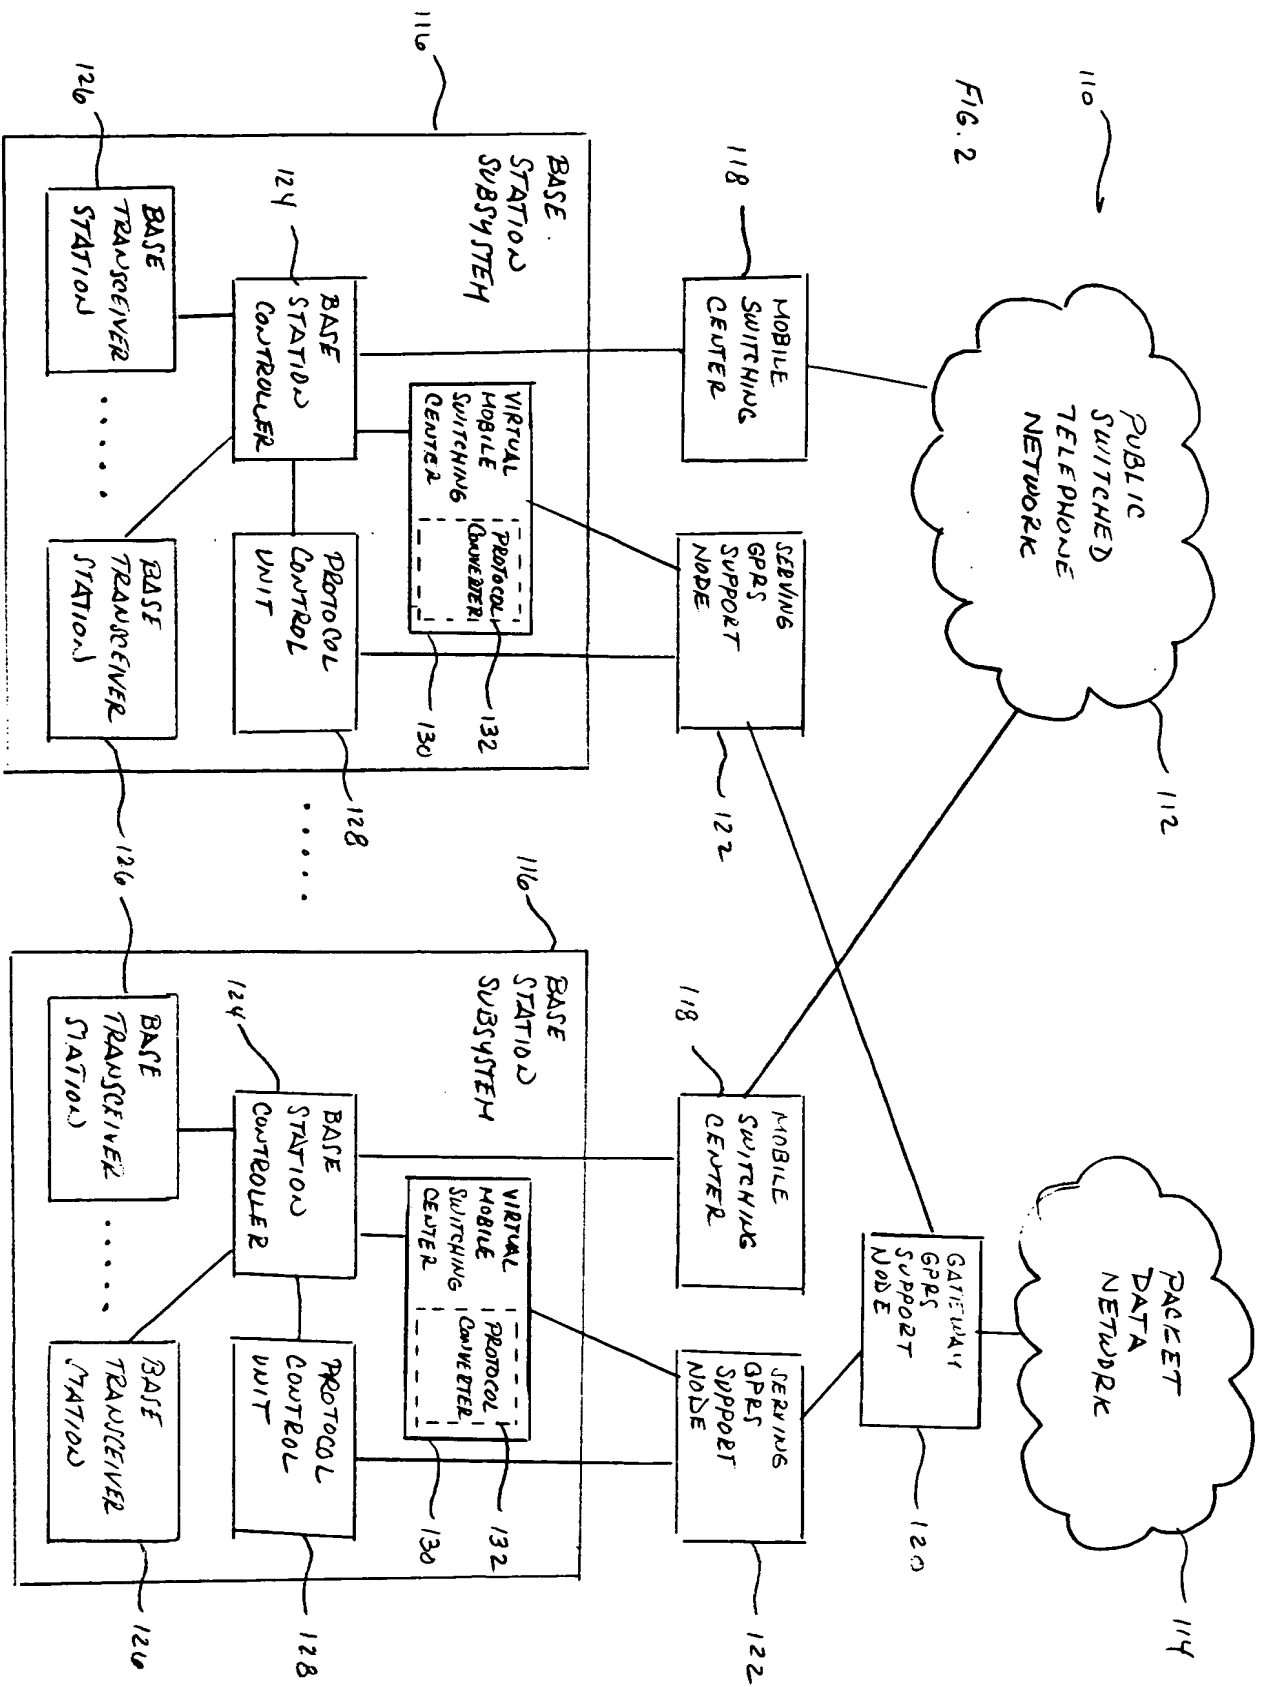 FIG. 2
110
PUBLIC
SWITCHED
TELEPHONE
NETWORK
112
PACKET
DATA
NETWORK
114
GATEWAY
GPRS
SUPPORT
NODE
120
118
MOBILE
SWITCHING
CENTER
SERVING
GPRS
SUPPORT
NODE
122
118
MOBILE
SWITCHING
CENTER
SERVING
GPRS
SUPPORT
NODE
122
116
BASE
STATION
SUBSYSTEM
VIRTUAL
MOBILE
SWITCHING
CENTER
PROTOCOL
CONVERTER
132
130
124
BASE
STATION
CONTROLLER
PROTOCOL
CONTROL
UNIT
128
126
BASE
TRANSCEIVER
STATION
BASE
TRANSCEIVER
STATION
126
116
BASE
STATION
SUBSYSTEM
VIRTUAL
MOBILE
SWITCHING
CENTER
PROTOCOL
CONVERTER
132
130
124
BASE
STATION
CONTROLLER
PROTOCOL
CONTROL
UNIT
128
BASE
TRANSCEIVER
STATION
BASE
TRANSCEIVER
STATION
126